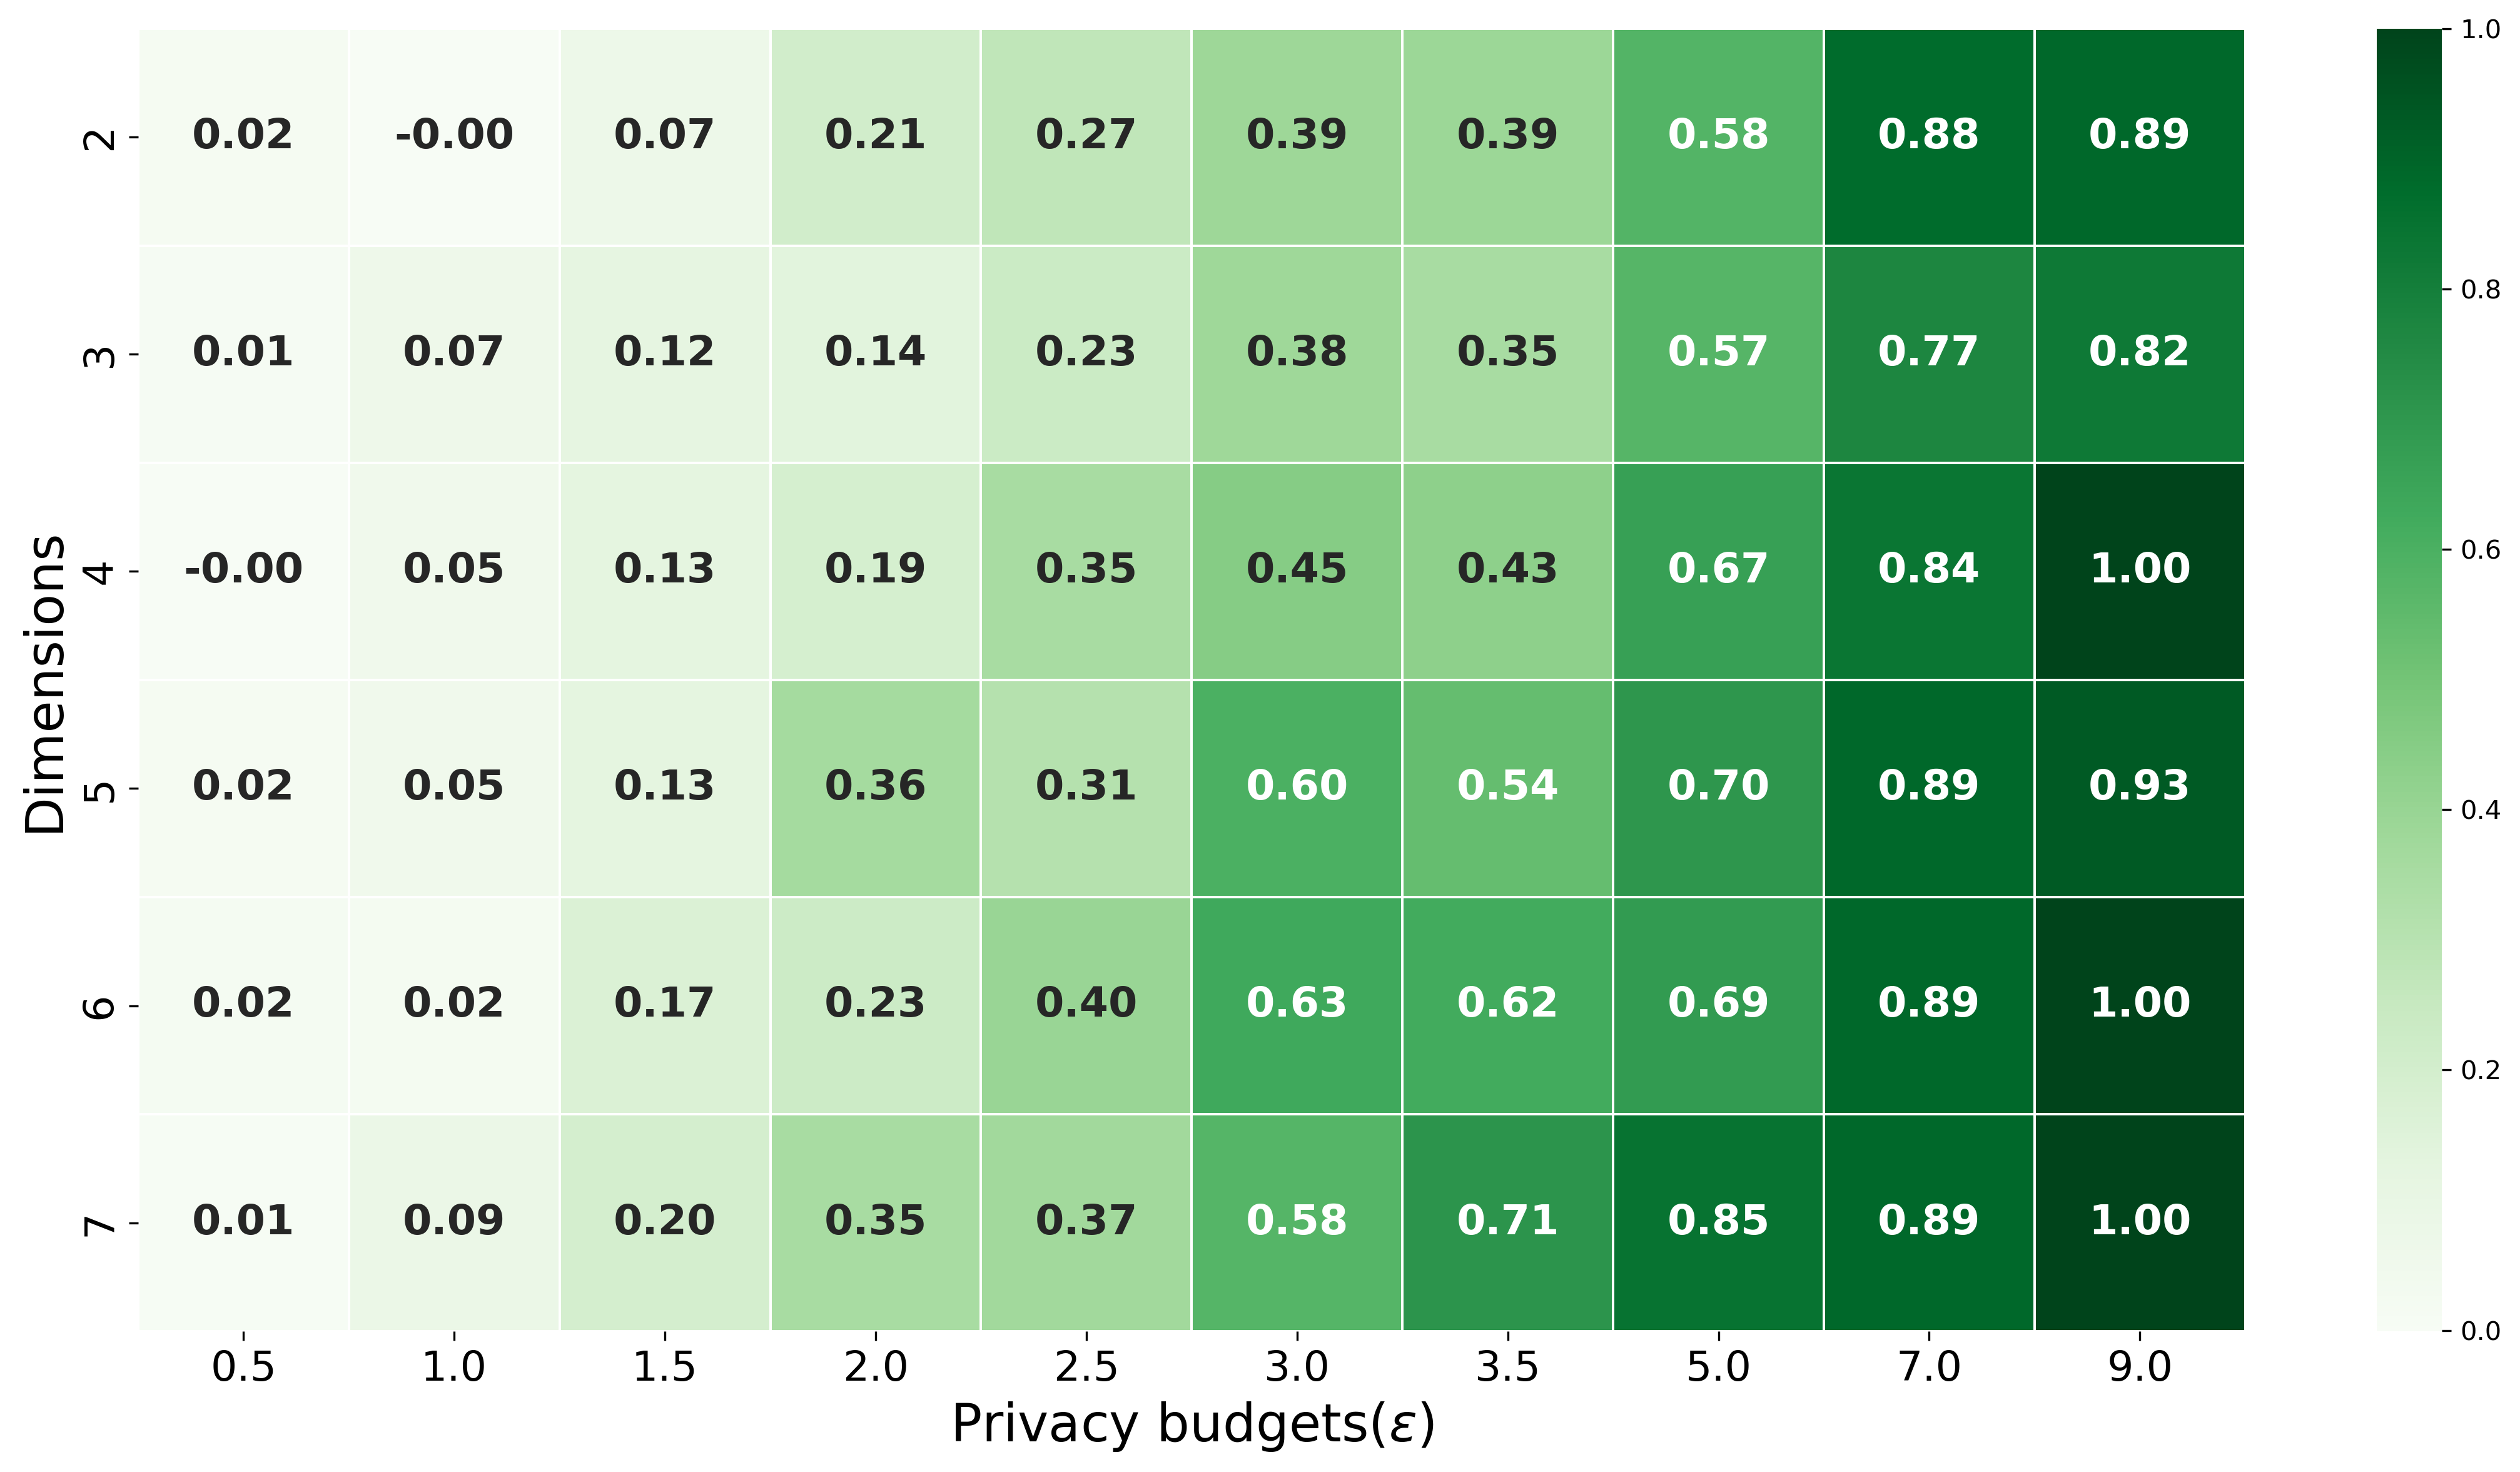 1.0
2 0.02 -0.00 0.07 0.21 0.27 0.39 0.39 0.58 0.88 0.89
0.8
3 0.01 0.07 0.12 0.14 0.23 0.38 0.35 0.57 0.77 0.82
4 -0.00 0.05 0.13 0.19 0.35 0.45 0.43 0.67 0.84 1.00
0.6
Dimensions
5 0.02 0.05 0.13 0.36 0.31 0.60 0.54 0.70 0.89 0.93
0.4
6 0.02 0.02 0.17 0.23 0.40 0.63 0.62 0.69 0.89 1.00
0.2
7 0.01 0.09 0.20 0.35 0.37 0.58 0.71 0.85 0.89 1.00
0.0
0.5 1.0 1.5 2.0 2.5 3.0 3.5 5.0 7.0 9.0
Privacy budgets(ε)